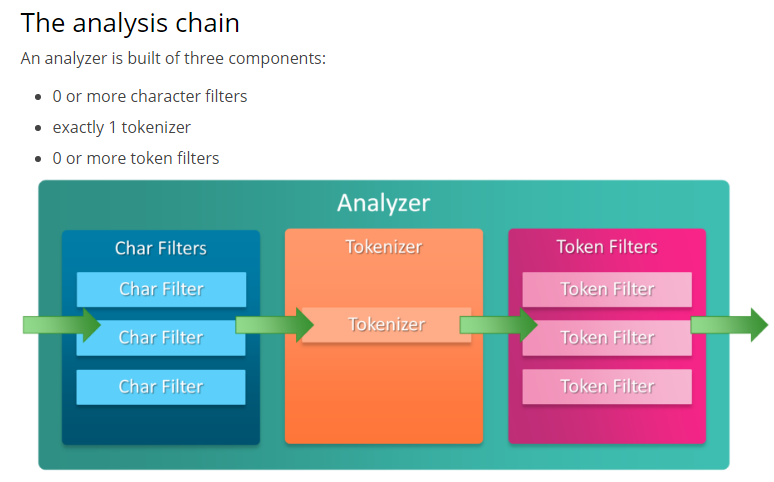 The analysis chain
An analyzer is built of three components:
0 or more character filters
exactly 1 tokenizer
0 or more token filters
Analyzer
Char Filters
Char Filter
Char Filter
Char Filter
Tokenizer
Tokenizer
Token Filters
Token Filter
Token Filter
Token Filter